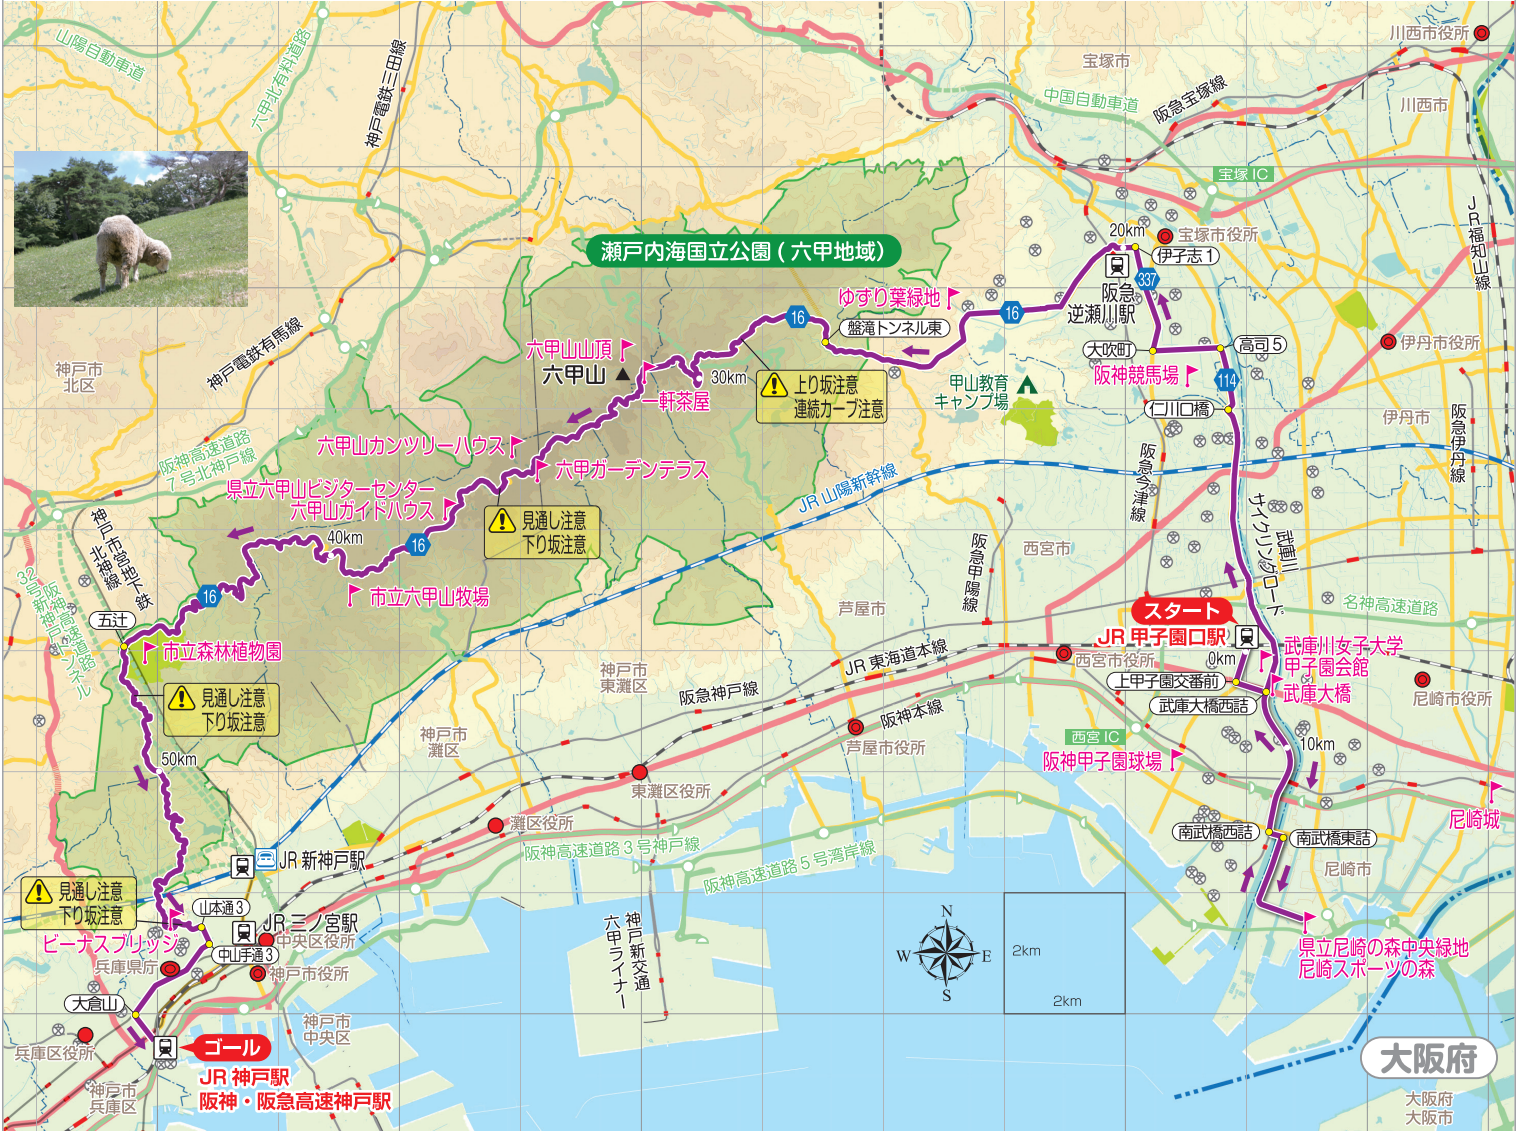 川西市役所
山陽自動車道
六甲北有料道路
神戸電鉄三田線
宝塚市
中国自動車道
阪急宝塚線
川西市
宝塚IC
JR福知山線
20km
宝塚市役所
瀬戸内海国立公園(六甲地域)
伊子志1
337
阪急
逆瀬川駅
ゆずり葉緑地
16
16
盤滝トンネル東
大吹町
高司5
伊丹市役所
神戸電鉄有馬線
神戸市
北区
六甲山山頂
六甲山
一軒茶屋
30km
上り坂注意
連続カーブ注意
甲山教育
キャンプ場
阪神競馬場
114
仁川口橋
伊丹市
阪急伊丹線
阪神高速道路
7号北神戸線
六甲山カンツリーハウス
六甲ガーデンテラス
JR山陽新幹線
阪急今津線
県立六甲山ビジターセンター
六甲山ガイドハウス
見通し注意
下り坂注意
神戸市営地下鉄
北神線
40km
16
西宮市
阪急甲陽線
武庫川
サイクリングロード
阪神高速道路
32号新神戸トンネル
16
市立六甲山牧場
芦屋市
名神高速道路
五辻
市立森林植物園
スタート
JR甲子園口駅
0km
武庫川女子大学
甲子園会館
神戸市
東灘区
JR東海道本線
西宮市役所
上甲子園交番前
武庫大橋
武庫大橋西詰
尼崎市役所
見通し注意
下り坂注意
阪急神戸線
阪神本線
神戸市
灘区
芦屋市役所
西宮IC
10km
阪神甲子園球場
50km
東灘区役所
尼崎城
灘区役所
南武橋西詰
南武橋東詰
尼崎市
JR新神戸駅
阪神高速道路3号神戸線
阪神高速道路5号湾岸線
見通し注意
下り坂注意
山本通3
JR三ノ宮駅
中央区役所
ビーナスブリッジ
中山手通3
兵庫県庁
神戸市役所
神戸新交通
六甲ライナー
N
W
E
S
2km
2km
県立尼崎の森中央緑地
尼崎スポーツの森
大倉山
神戸市
中央区
兵庫区役所
ゴール
JR神戸駅
阪神・阪急高速神戸駅
神戸市
兵庫区
大阪府
大阪府
大阪市